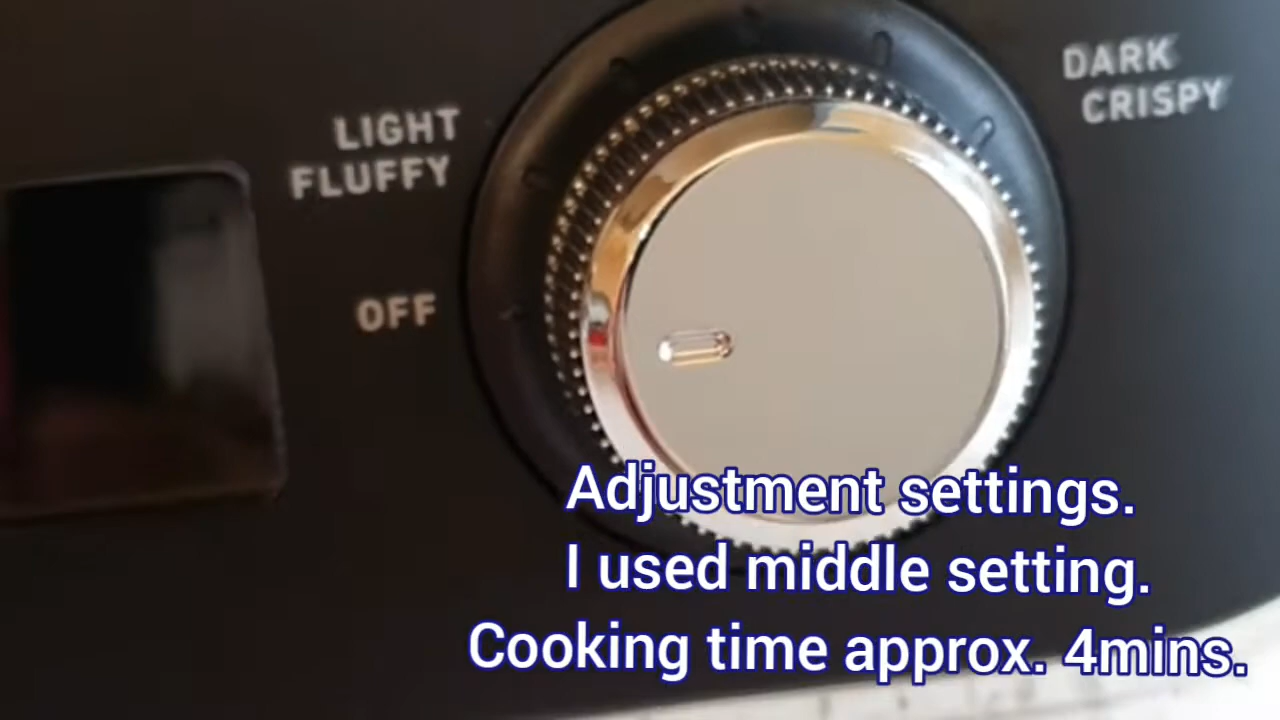 LIGHT
FLUFFY
OFF
DARK
CRISPY
Adjustment settings.
I used middle setting.
Cooking time approx. 4mins.